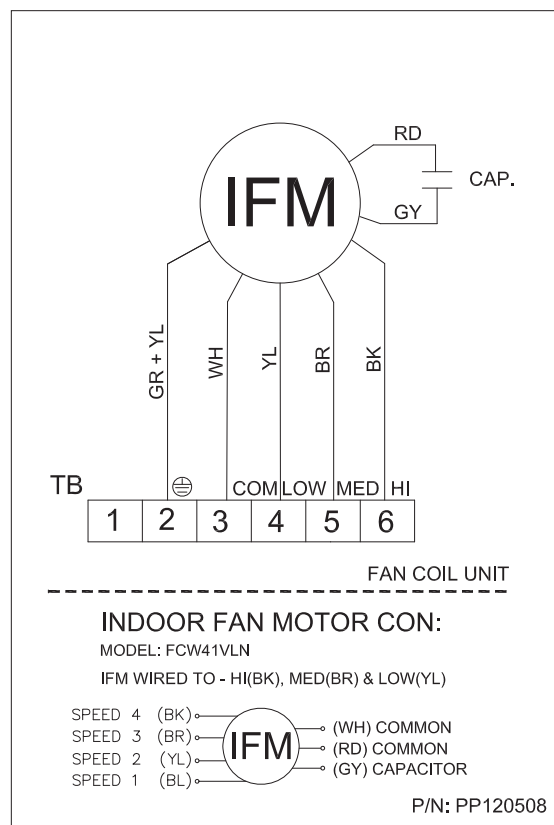 RD
IFM
CAP.
GY
GR + YL
WH
YL
BR
BK
TB
COM LOW MED HI
1 2 3 4 5 6
FAN COIL UNIT
INDOOR FAN MOTOR CON:
MODEL: FCW41VLN
IFM WIRED TO - HI(BK), MED(BR) & LOW(YL)
SPEED 4 (BK)
SPEED 3 (BR)
SPEED 2 (YL)
SPEED 1 (BL)
IFM
(WH) COMMON
(RD) COMMON
(GY) CAPACITOR
P/N: PP120508